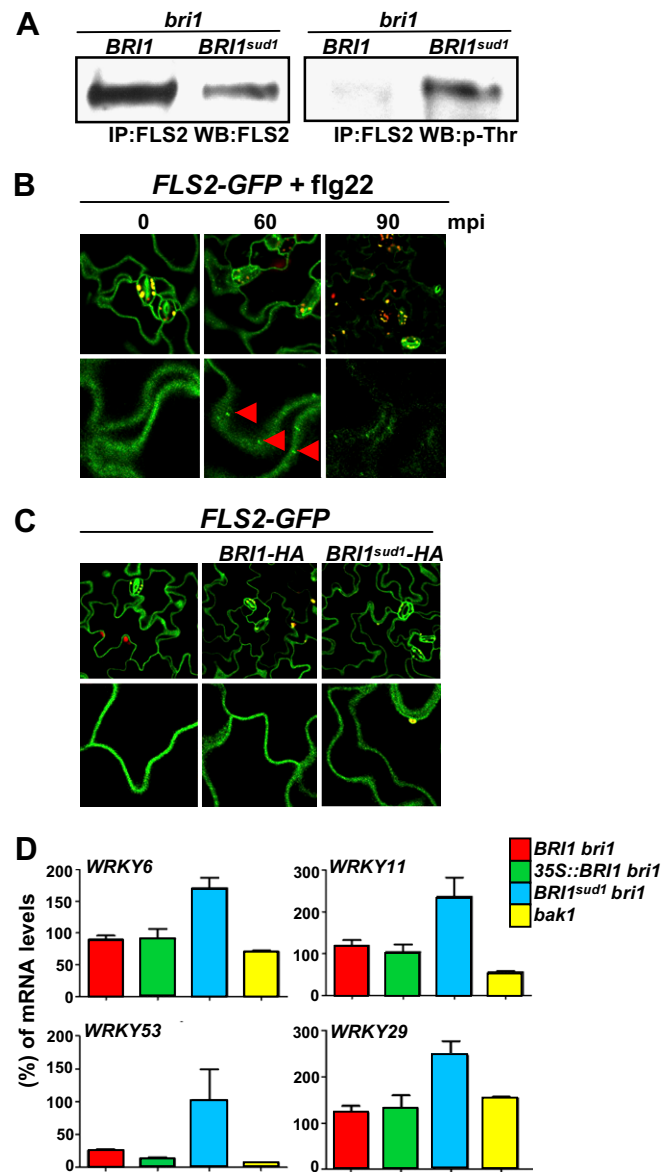 A
bri1
bri1
BRI1 BRI1sud1
BRI1 BRI1sud1
IP:FLS2 WB:FLS2
IP:FLS2 WB:p-Thr
B
FLS2-GFP + flg22
0 60 90 mpi
C
FLS2-GFP
BRI1-HA BRI1sud1-HA
D
(%) of mRNA levels
WRKY6
200
150
100
50
0
WRKY11
300
200
100
0
BRI1 bri1
35S::BRI1 bri1
BRI1sud1 bri1
bak1
WRKY53
150
100
50
0
WRKY29
300
200
100
0